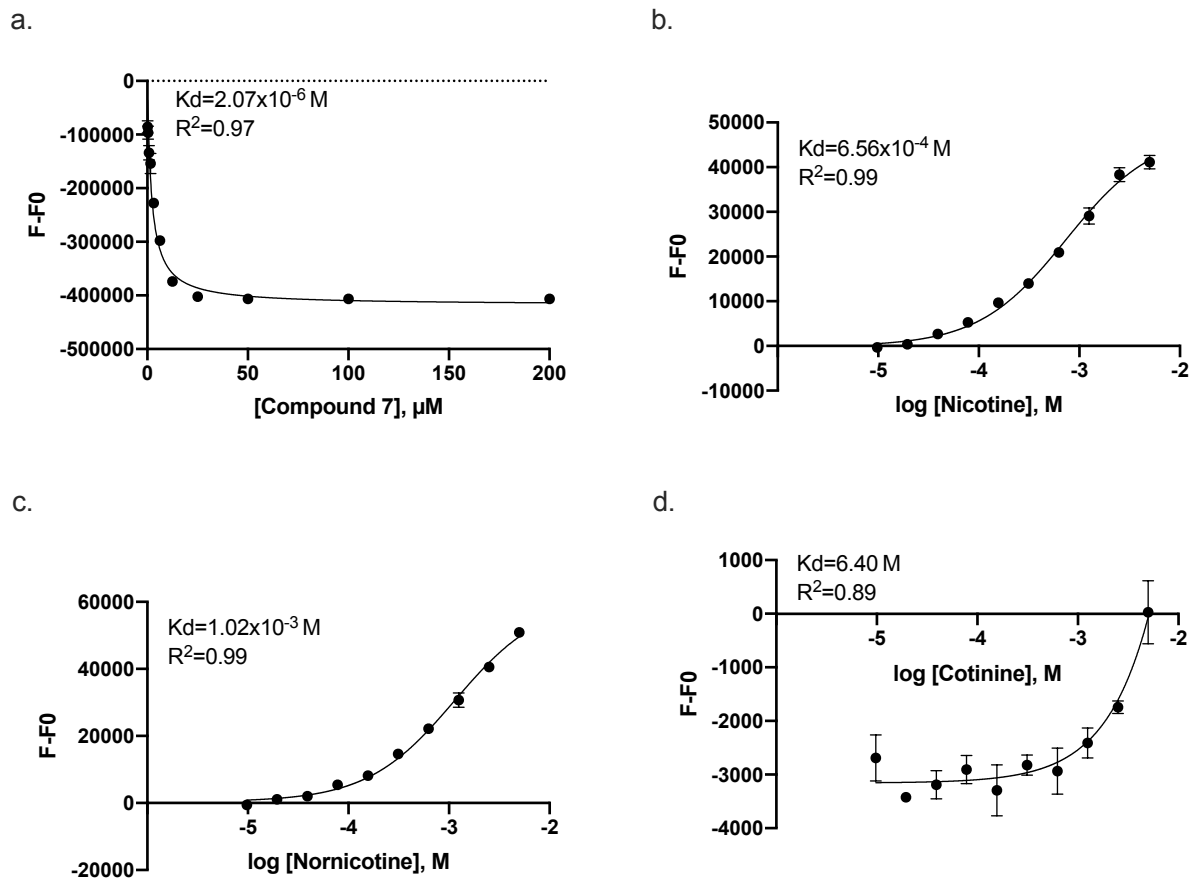 a.
0
-100000
-200000
-300000
-400000
-500000
F-F0
Kd=2.07x10⁻⁶ M
R²=0.97
0 50 100 150 200
[Compound 7], µM
b.
50000
40000
30000
20000
10000
0
-10000
F-F0
Kd=6.56x10⁻⁴ M
R²=0.99
-5 -4 -3 -2
log [Nicotine], M
c.
60000
40000
20000
0
-20000
F-F0
Kd=1.02x10⁻³ M
R²=0.99
-5 -4 -3 -2
log [Nornicotine], M
d.
1000
0
-1000
-2000
-3000
-4000
F-F0
Kd=6.40 M
R²=0.89
-5 -4 -3 -2
log [Cotinine], M